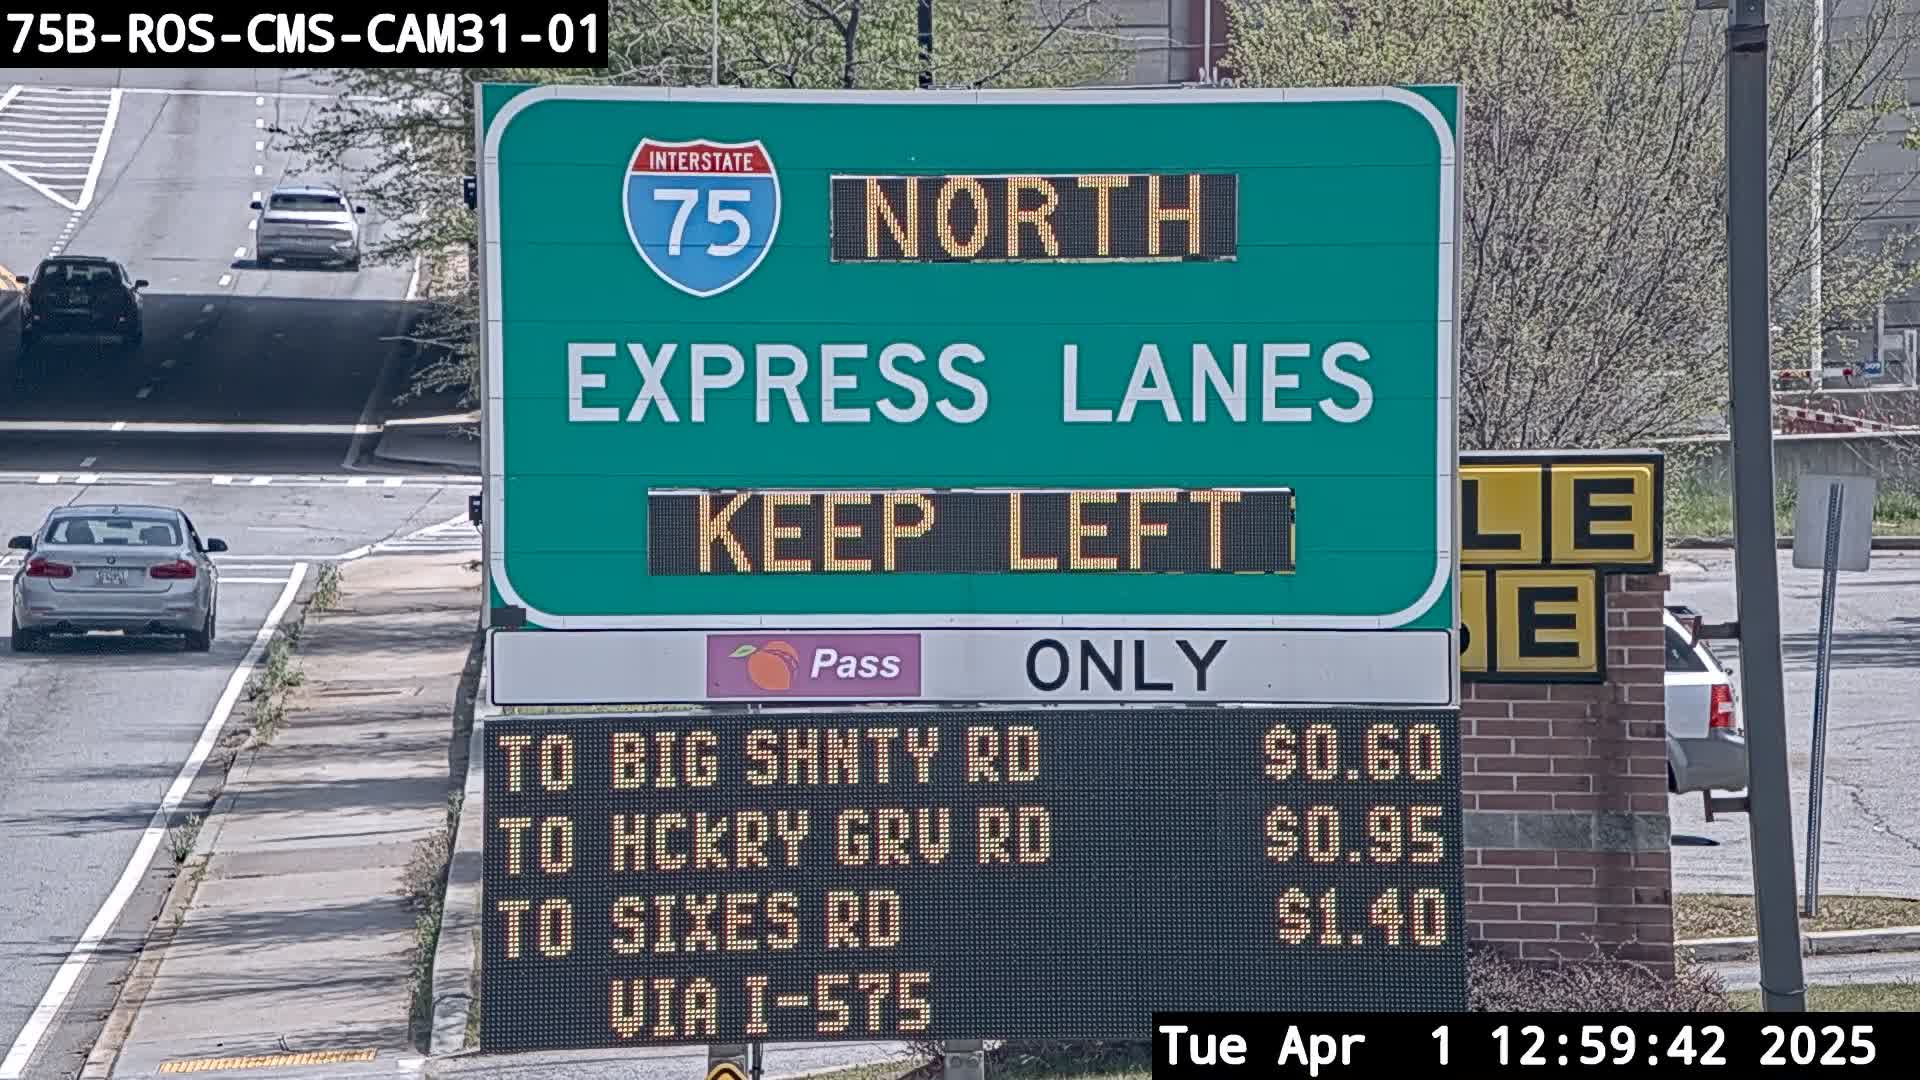 75B-ROS-CMS-CAM31-01
INTERSTATE
75
NORTH
EXPRESS LANES
KEEP LEFT
Pass ONLY
TO BIG SHNTY RD $0.60
TO HCKRY GRV RD $0.95
TO SIXES RD $1.40
VIA I-575
LE
E
Tue Apr 1 12:59:42 2025